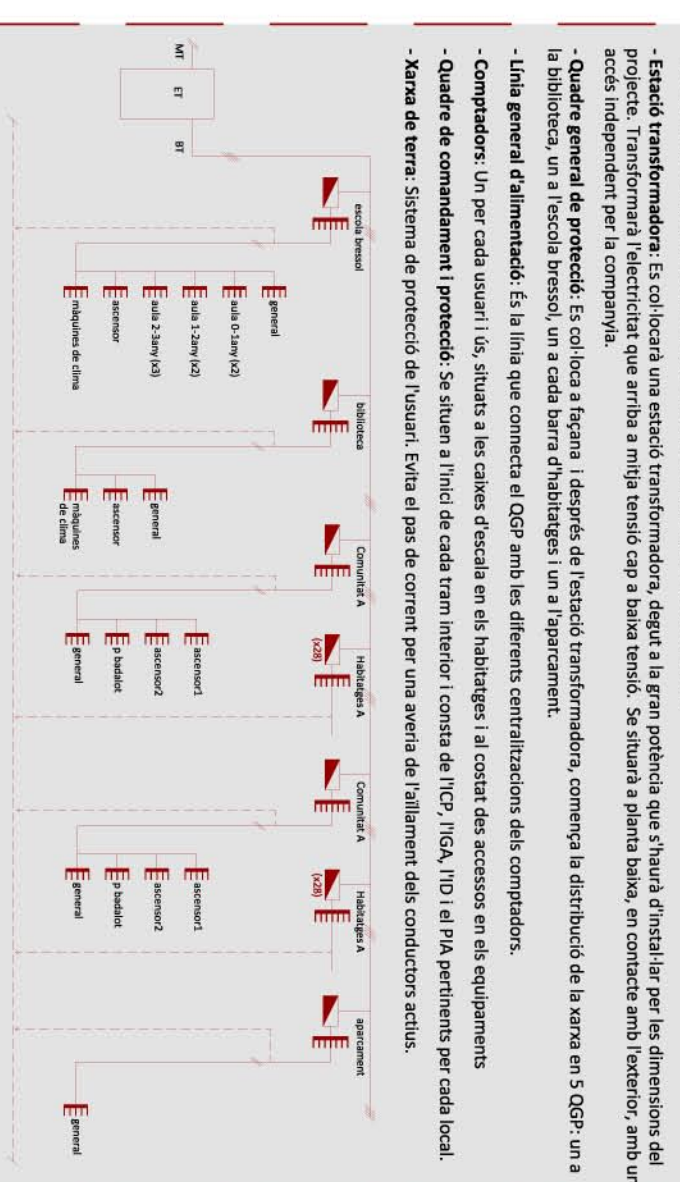 - Estació transformadora: Es col·locarà una estació transformadora, degut a la gran potència que s'haurà d'instal·lar per les dimensions del
projecte. Transformarà l'electricitat que arriba a mitja tensió cap a baixa tensió. Se situarà a planta baixa, en contacte amb l'exterior, amb un
accés independent per la companyia.
- Quadre general de protecció: Es col·loca a façana i després de l'estació transformadora, comença la distribució de la xarxa en 5 QGP: un a
la biblioteca, un a l'escola bressol, un a cada barra d'habitatges i un a l'aparcament.
- Línia general d'alimentació: És la línia que connecta el QGP amb les diferents centralitzacions dels comptadors.
- Comptadors: Un per cada usuari i ús, situats a les caixes d'escala en els habitatges i al costat des accessos en els equipaments
- Quadre de comandament i protecció: Se situen a l'inici de cada tram interior i consta de l'ICP, l'IGA, l'ID i el PIA pertinents per cada local.
- Xarxa de terra: Sistema de protecció de l'usuari. Evita el pas de corrent per una averia de l'aïllament dels conductors actius.
MT
ET
BT
escola bressol
general
aula 0-1any (x2)
aula 1-2any (x2)
aula 2-3any (x3)
ascensor
màquines de clima
biblioteca
general
ascensor
màquines
de clima
Comunitat A
ascensor1
ascensor2
p badalot
general
Habitatges A
(x28)
Comunitat A
ascensor1
ascensor2
p badalot
general
Habitatges A
(x28)
aparcament
general